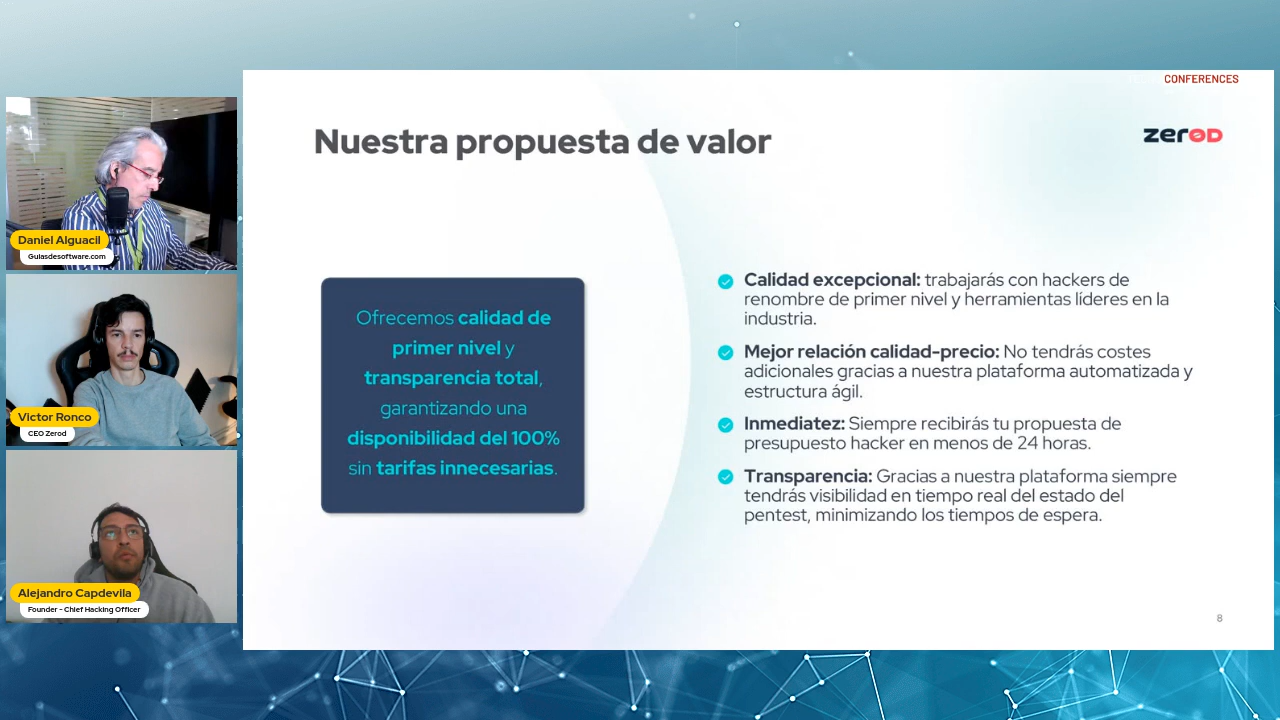 CONFERENCES
Nuestra propuesta de valor
zeroD
Daniel Alguacil
Guiasdesoftware.com
Victor Ronco
CEO Zerod
Alejandro Capdevila
Founder - Chief Hacking Officer
Ofrecemos calidad de
primer nivel y
transparencia total,
garantizando una
disponibilidad del 100%
sin tarifas innecesarias.
Calidad excepcional: trabajarás con hackers de
renombre de primer nivel y herramientas líderes en la
industria.
Mejor relación calidad-precio: No tendrás costes
adicionales gracias a nuestra plataforma automatizada y
estructura ágil.
Inmediatez: Siempre recibirás tu propuesta de
presupuesto hacker en menos de 24 horas.
Transparencia: Gracias a nuestra plataforma siempre
tendrás visibilidad en tiempo real del estado del
pentest, minimizando los tiempos de espera.
8